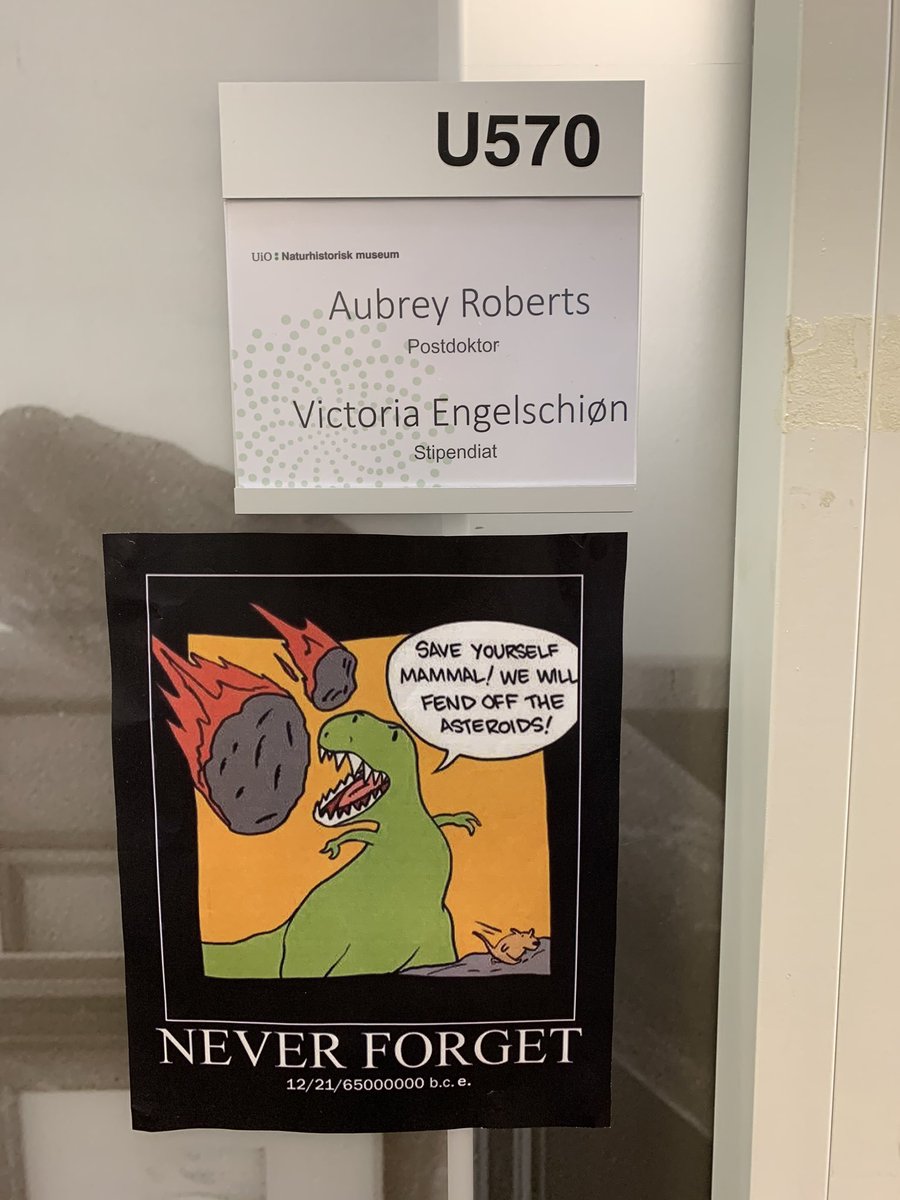 U570
UiO : Naturhistorisk museum
Aubrey Roberts
Postdoktor
Victoria Engelschiøn
Stipendiat
SAVE YOURSELF
MAMMAL! WE WILL
FEND OFF THE
ASTEROIDS!
NEVER FORGET
12/21/65000000 b.c.e.